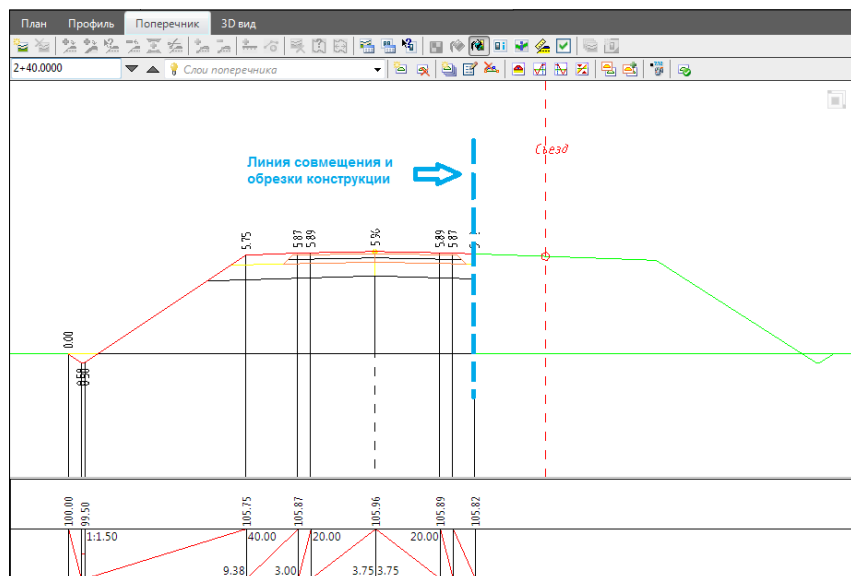 План Профиль Поперечник 3D вид
2+40.0000 Слои поперечника
Линия совмещения и
обрезки конструкции
Съезд
5.75 5.87 5.89 5.96 5.89 5.87
0.00
100.00 99.50 105.75 105.87 105.96 105.89 105.82
1:1.50 40.00 20.00 20.00
9.38 3.00 3.75 3.75